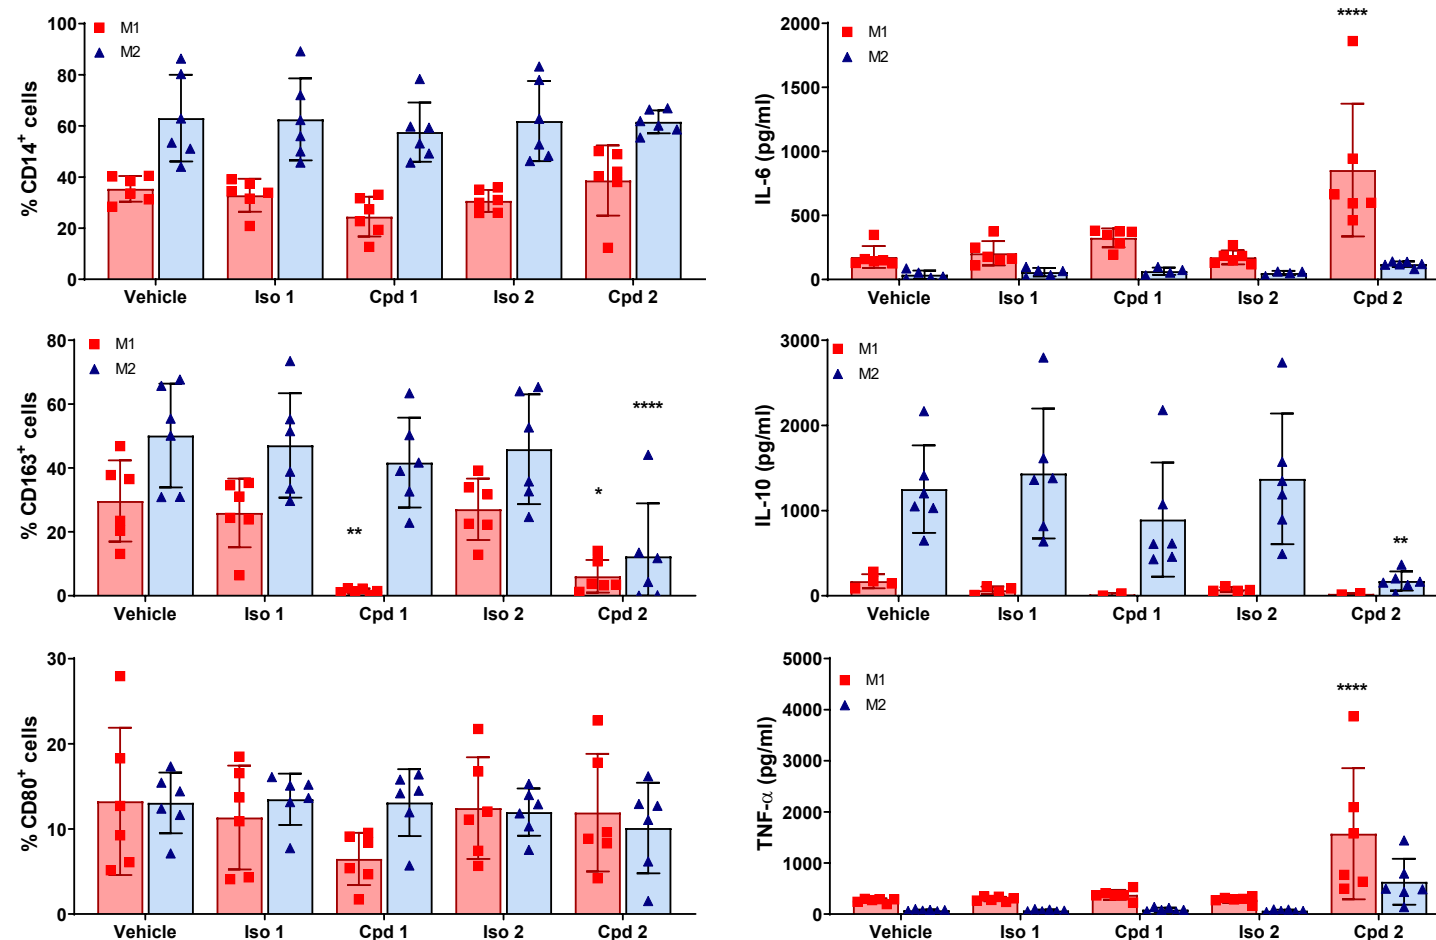 100
80
60
40
20
0
% CD14+ cells
M1
M2
Vehicle Iso 1 Cpd 1 Iso 2 Cpd 2
2000
1500
1000
500
0
IL-6 (pg/ml)
M1
M2
****
Vehicle Iso 1 Cpd 1 Iso 2 Cpd 2
80
60
40
20
0
% CD163+ cells
M1
M2
**
*
****
Vehicle Iso 1 Cpd 1 Iso 2 Cpd 2
3000
2000
1000
0
IL-10 (pg/ml)
M1
M2
**
Vehicle Iso 1 Cpd 1 Iso 2 Cpd 2
30
20
10
0
% CD80+ cells
Vehicle Iso 1 Cpd 1 Iso 2 Cpd 2
5000
4000
3000
2000
1000
0
TNF-α (pg/ml)
M1
M2
****
Vehicle Iso 1 Cpd 1 Iso 2 Cpd 2